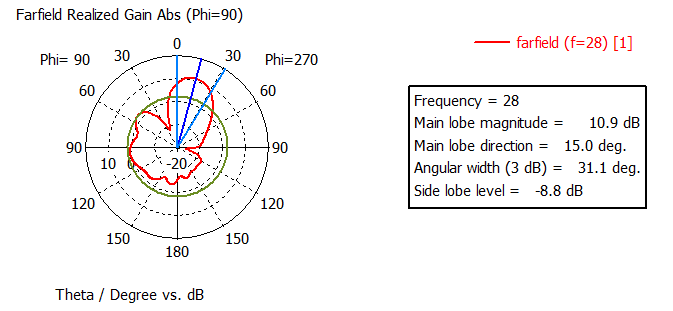 Farfield Realized Gain Abs (Phi=90)
farfield (f=28) [1]
0
Phi= 90
30
30
Phi=270
60
60
90
10
0
-20
90
120
120
150
150
180
Frequency = 28
Main lobe magnitude = 10.9 dB
Main lobe direction = 15.0 deg.
Angular width (3 dB) = 31.1 deg.
Side lobe level = -8.8 dB
Theta / Degree vs. dB